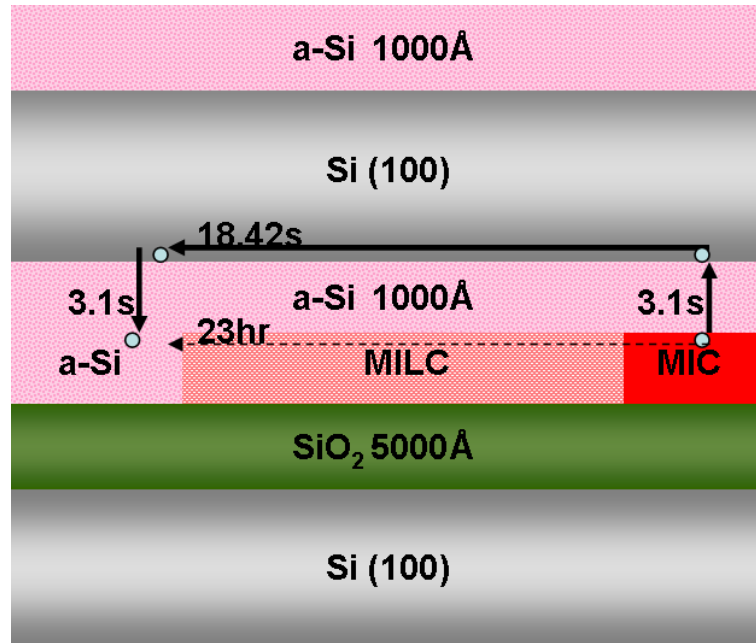 a-Si 1000Å
Si (100)
18.42s
3.1s
a-Si 1000Å
3.1s
23hr
a-Si
MILC
MIC
SiO₂ 5000Å
Si (100)